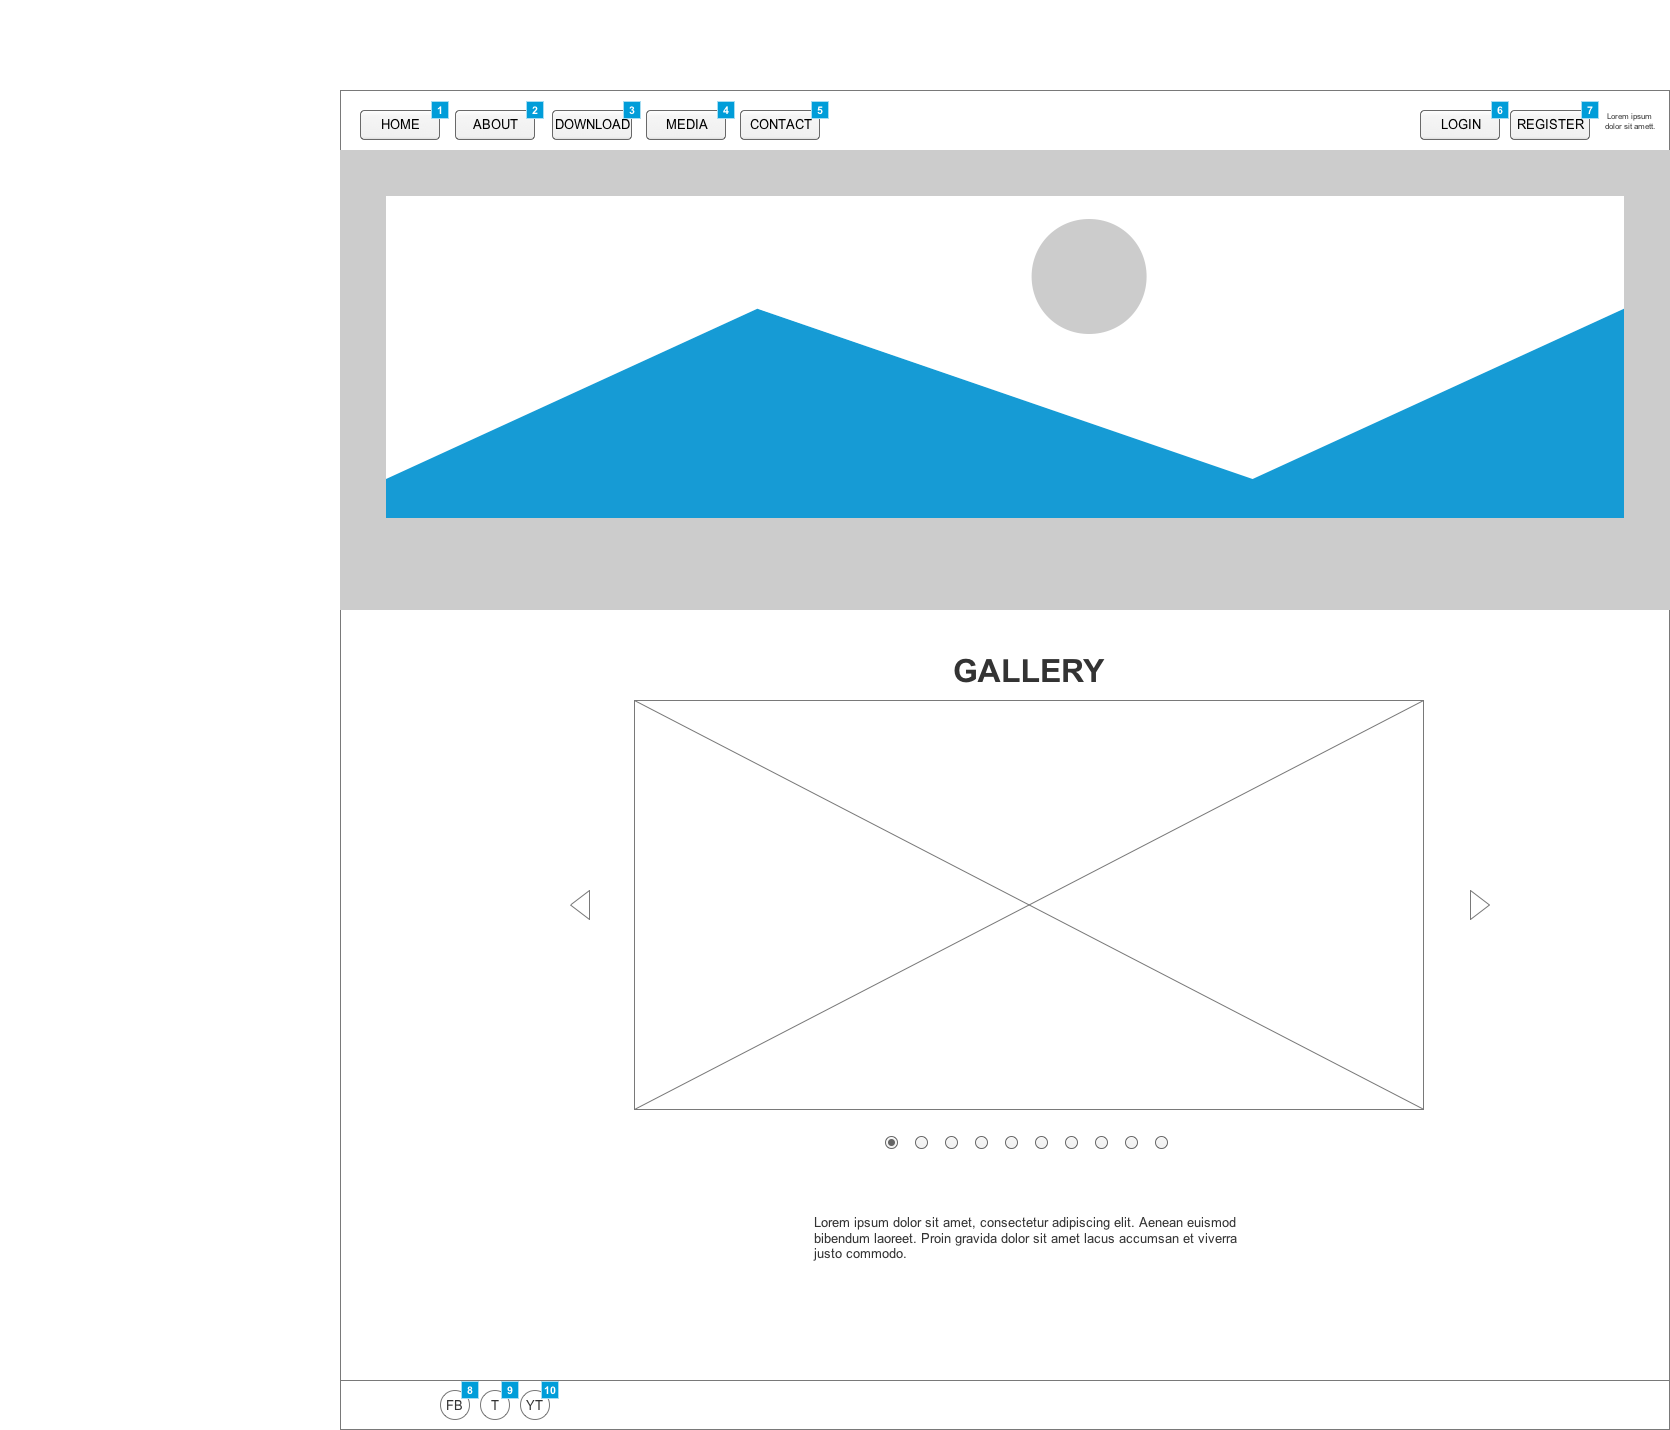 HOME 1
ABOUT 2
DOWNLOAD 3
MEDIA 4
CONTACT 5
LOGIN 6
REGISTER 7
Lorem ipsum
dolor sit amett.
GALLERY
Lorem ipsum dolor sit amet, consectetur adipiscing elit. Aenean euismod
bibendum laoreet. Proin gravida dolor sit amet lacus accumsan et viverra
justo commodo.
FB 8
T 9
YT 10